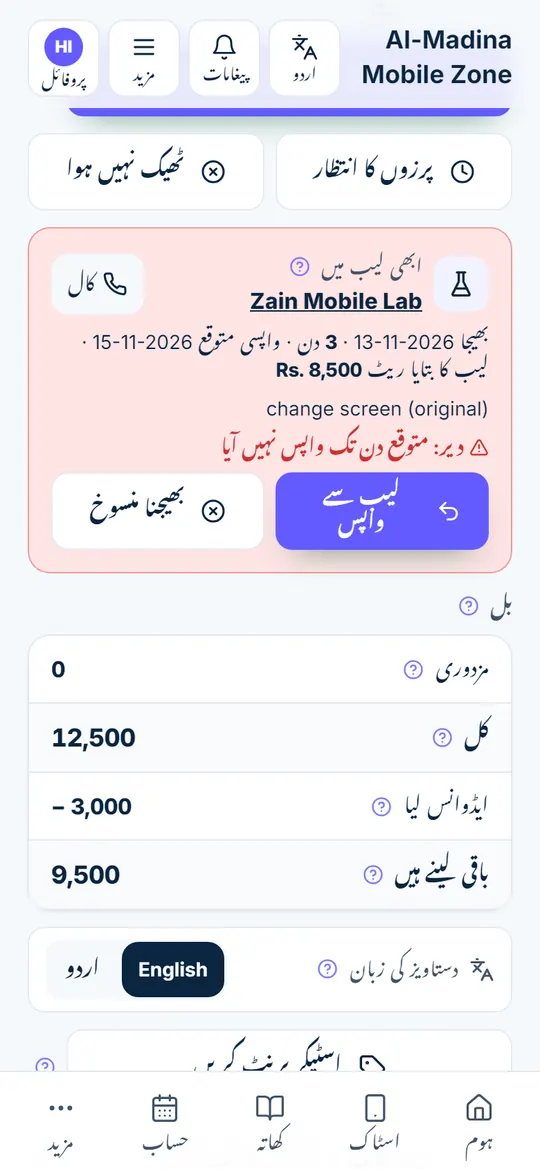 Al-Madina
Mobile Zone
اردو
پیغامات
مزید
HI
پروفائل
پرزوں کا انتظار
ٹھیک نہیں ہوا
ابھی لیب میں
Zain Mobile Lab
کال
بھیجا 13-11-2026 · 3 دن · واپسی متوقع 15-11-2026 ·
لیب کا بتایا ریٹ Rs. 8,500
change screen (original)
دیر: متوقع دن تک واپس نہیں آیا
لیب سے
واپس
بھیجنا منسوخ
بل
مزدوری
0
کل
12,500
ایڈوانس لیا
− 3,000
باقی لینے ہیں
9,500
دستاویز کی زبان
English
اردو
اسٹیکر پرنٹ کریں
ہوم
اسٹاک
کھاتہ
حساب
مزید